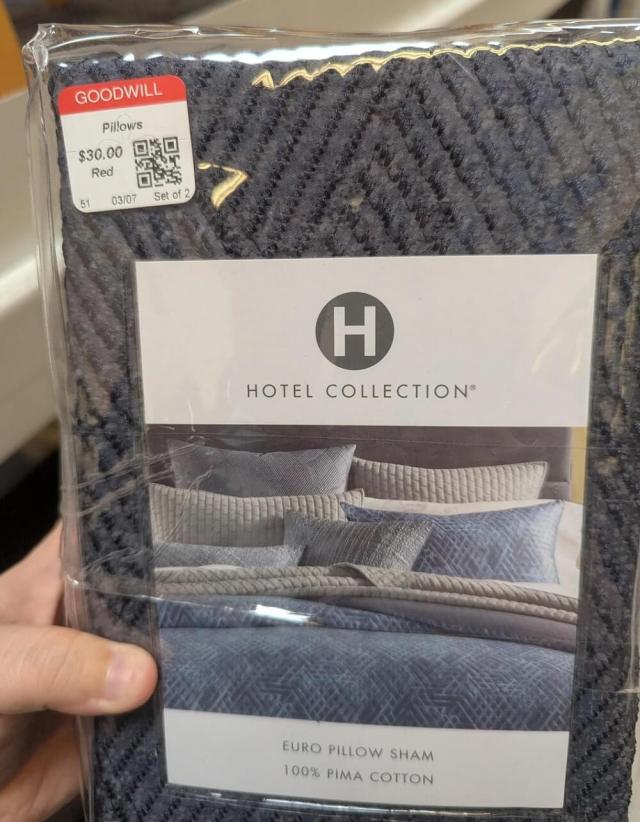 GOODWILL
Pillows
$30.00
Red
51 03/07 Set of 2
H
HOTEL COLLECTION®
EURO PILLOW SHAM
100% PIMA COTTON